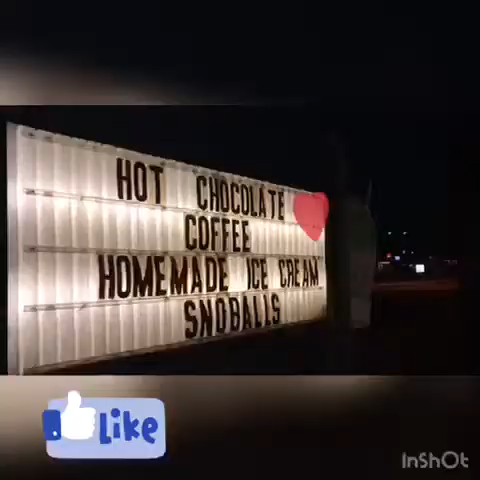 HOT CHOCOLATE
COFFEE
HOMEMADE ICE CREAM
SNOBALLS
Like
InShOt